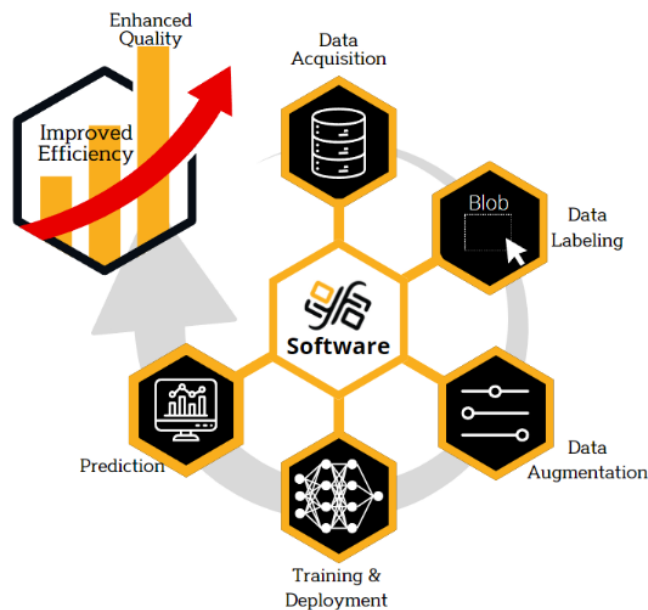 Enhanced
Quality
Improved
Efficiency
Data
Acquisition
Blob
Data
Labeling
Software
Data
Augmentation
Training &
Deployment
Prediction